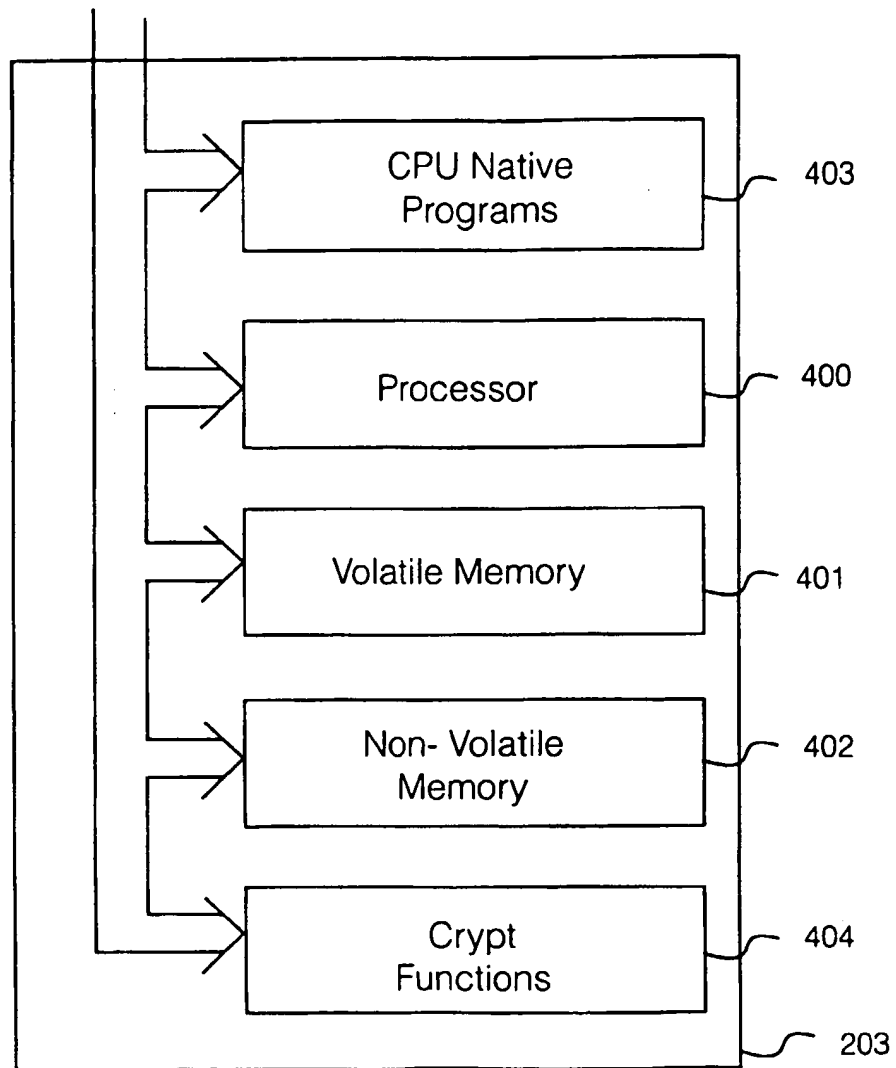 CPU Native
Programs
403
Processor
400
Volatile Memory
401
Non- Volatile
Memory
402
Crypt
Functions
404
203